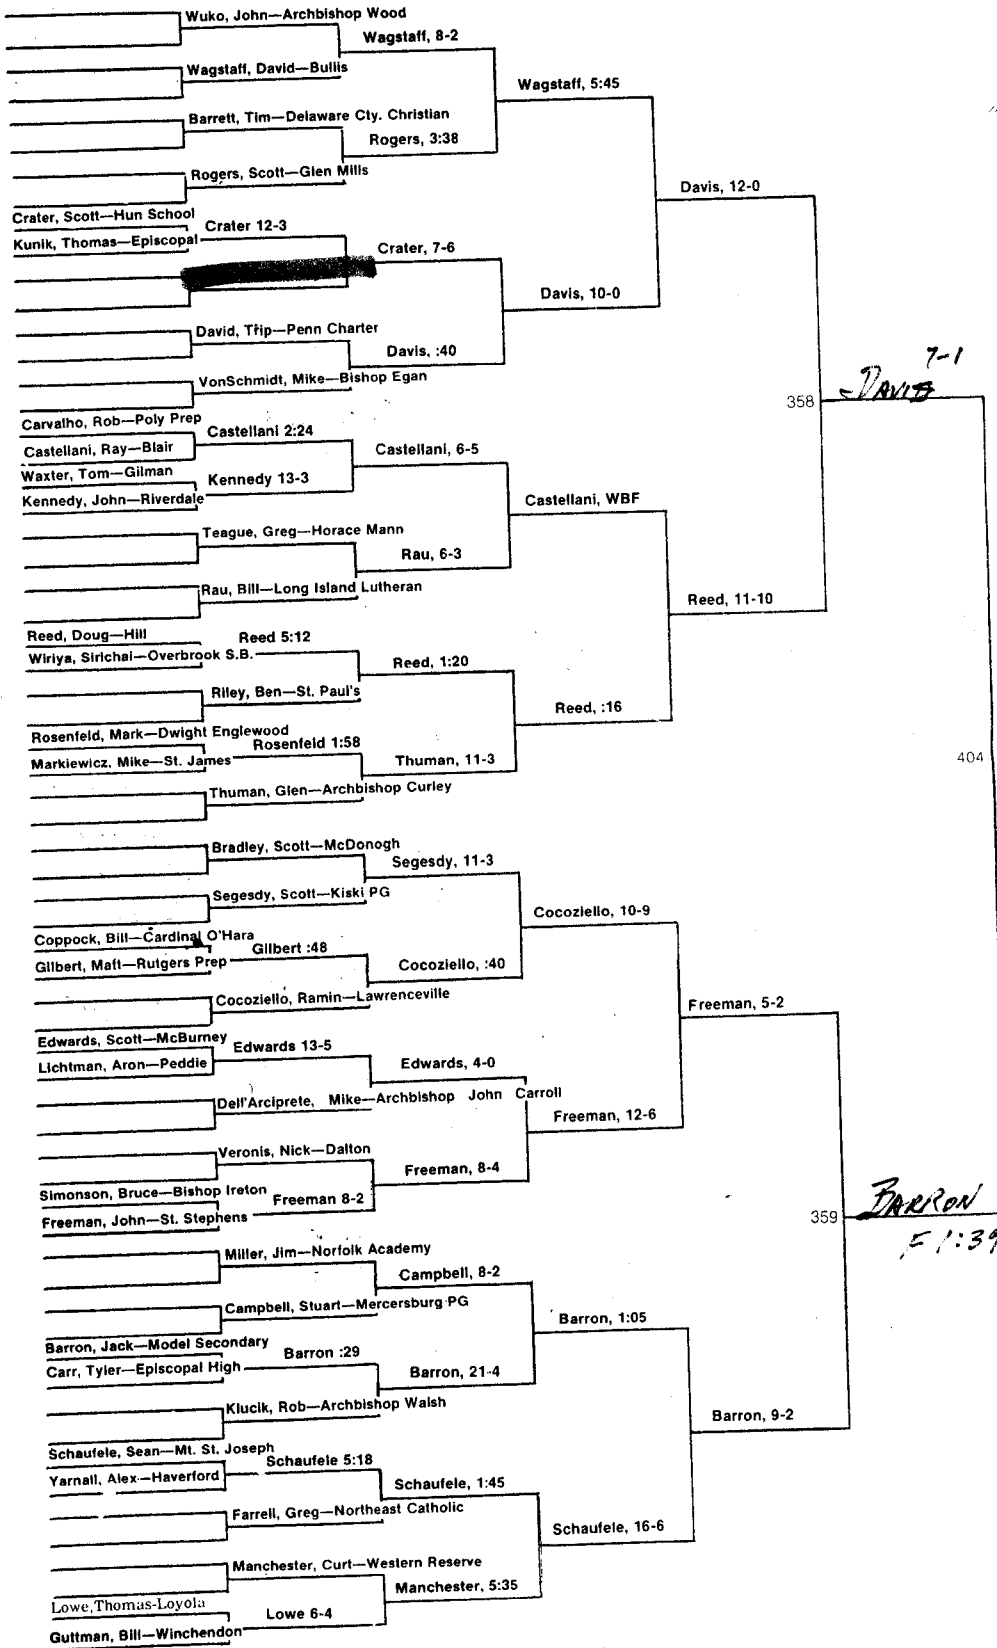 Wuko, John—Archbishop Wood
Wagstaff, 8-2
Wagstaff, David—Bullis
Wagstaff, 5:45
Barrett, Tim—Delaware Cty. Christian
Rogers, 3:38
Rogers, Scott—Glen Mills
Davis, 12-0
Crater, Scott—Hun School
Crater 12-3
Kunik, Thomas—Episcopal
Crater, 7-6
Davis, 10-0
David, Trip—Penn Charter
Davis, :40
VonSchmidt, Mike—Bishop Egan
7-1
358
DAVIS
Carvalho, Rob—Poly Prep
Castellani 2:24
Castellani, Ray—Blair
Castellani, 6-5
Waxter, Tom—Gilman
Kennedy 13-3
Kennedy, John—Riverdale
Castellani, WBF
Teague, Greg—Horace Mann
Rau, 6-3
Rau, Bill—Long Island Lutheran
Reed, 11-10
Reed, Doug—Hill
Reed 5:12
Wiriya, Sirichai—Overbrook S.B.
Reed, 1:20
Riley, Ben—St. Paul's
Reed, :16
Rosenfeld, Mark—Dwight Englewood
Rosenfeld 1:58
Markiewicz, Mike—St. James
Thuman, 11-3
404
Thuman, Glen—Archbishop Curley
Bradley, Scott—McDonogh
Segesdy, 11-3
Segesdy, Scott—Kiski PG
Cocoziello, 10-9
Coppock, Bill—Cardinal O'Hara
Gilbert :48
Gilbert, Matt—Rutgers Prep
Cocoziello, :40
Cocoziello, Ramin—Lawrenceville
Freeman, 5-2
Edwards, Scott—McBurney
Edwards 13-5
Lichtman, Aron—Peddie
Edwards, 4-0
Dell'Arciprete, Mike—Archbishop John Carroll
Freeman, 12-6
Veronis, Nick—Dalton
Freeman, 8-4
Simonson, Bruce—Bishop Ireton
Freeman 8-2
Freeman, John—St. Stephens
359
BARRON
F 1:39
Miller, Jim—Norfolk Academy
Campbell, 8-2
Campbell, Stuart—Mercersburg PG
Barron, 1:05
Barron, Jack—Model Secondary
Barron :29
Carr, Tyler—Episcopal High
Barron, 21-4
Klucik, Rob—Archbishop Walsh
Barron, 9-2
Schaufele, Sean—Mt. St. Joseph
Schaufele 5:18
Yarnall, Alex—Haverford
Schaufele, 1:45
Farrell, Greg—Northeast Catholic
Schaufele, 16-6
Manchester, Curt—Western Reserve
Manchester, 5:35
Lowe,Thomas-Loyola
Lowe 6-4
Guttman, Bill—Winchendon